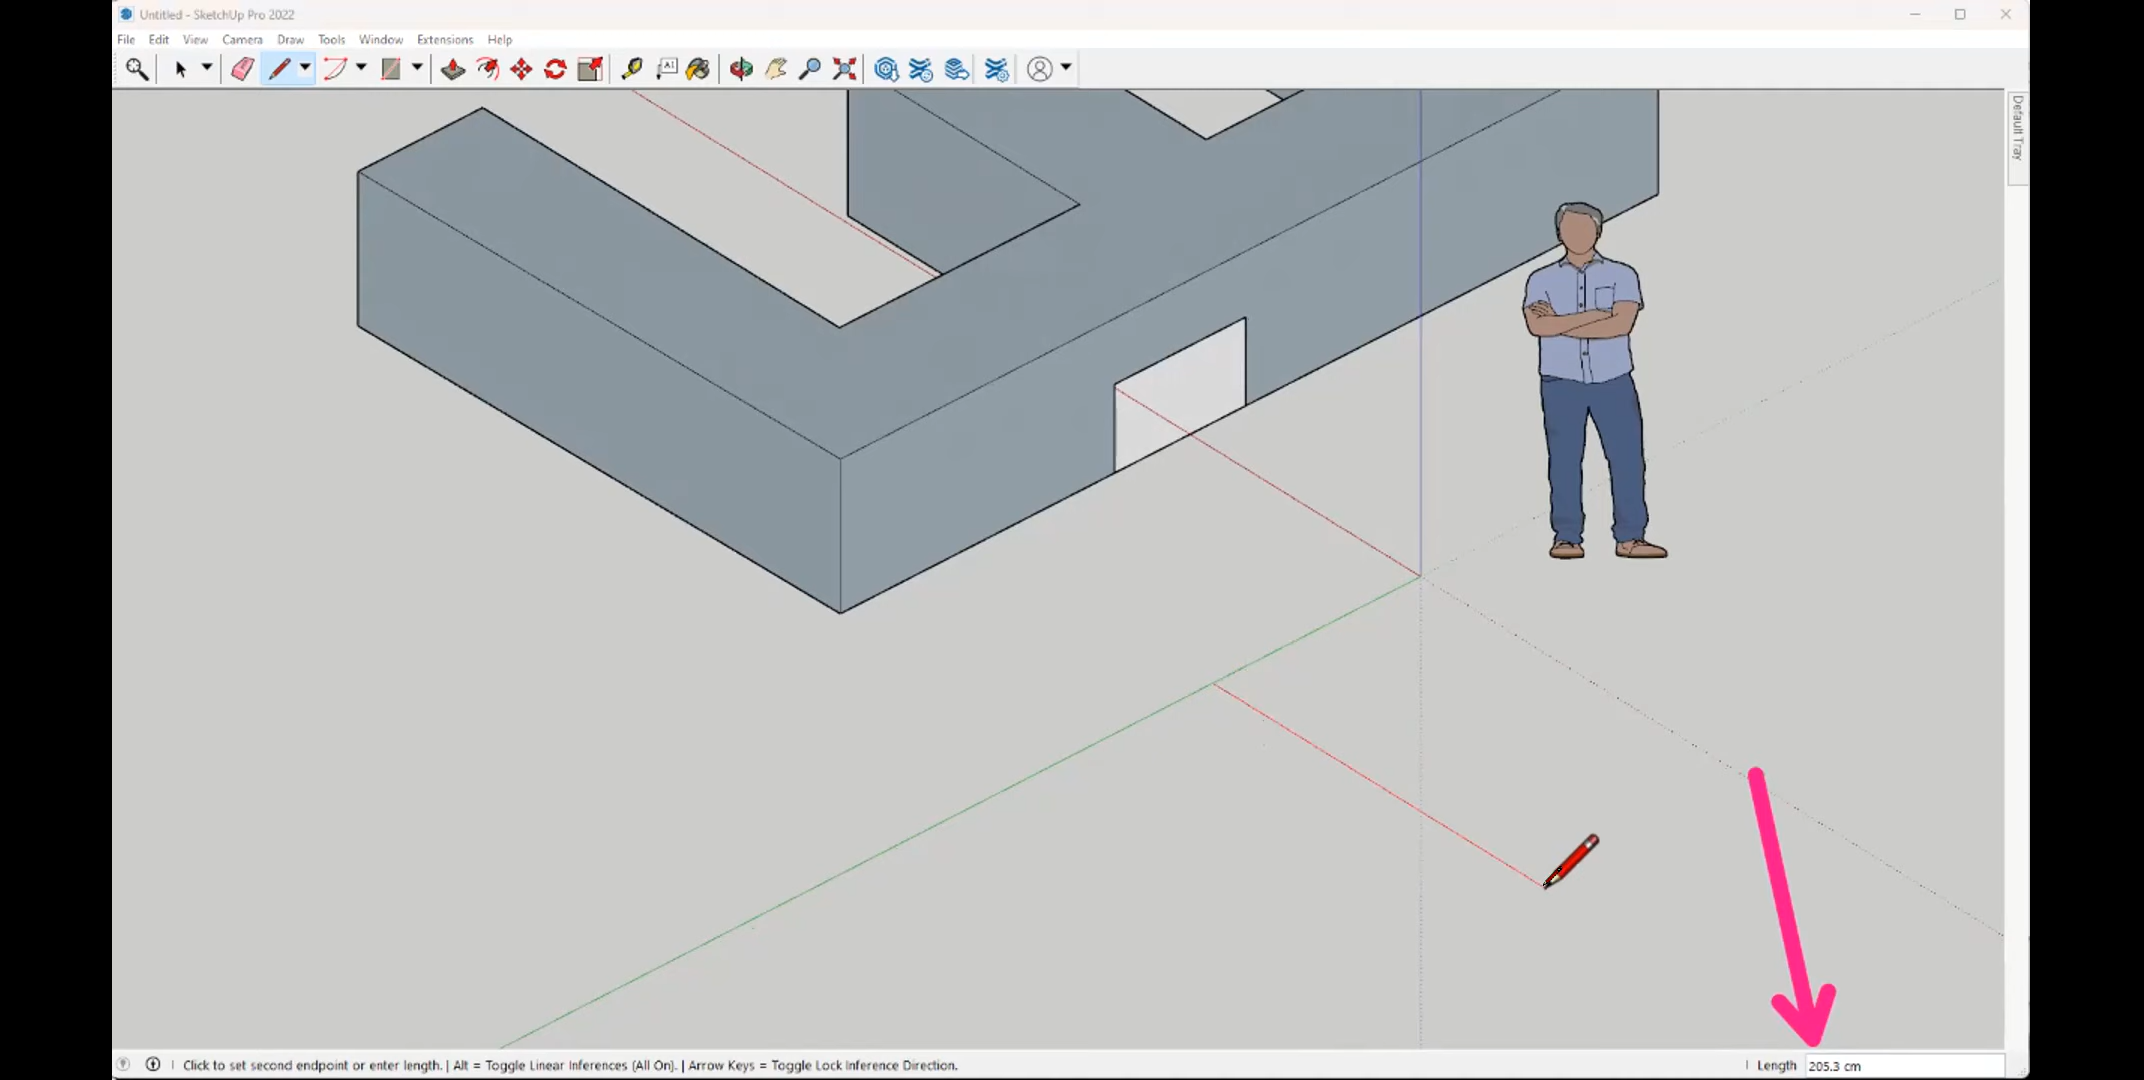 Untitled - SketchUp Pro 2022
File Edit View Camera Draw Tools Window Extensions Help
A1
Default Tray
Click to set second endpoint or enter length. | Alt = Toggle Linear Inferences (All On). | Arrow Keys = Toggle Lock Inference Direction.
Length 205.3 cm